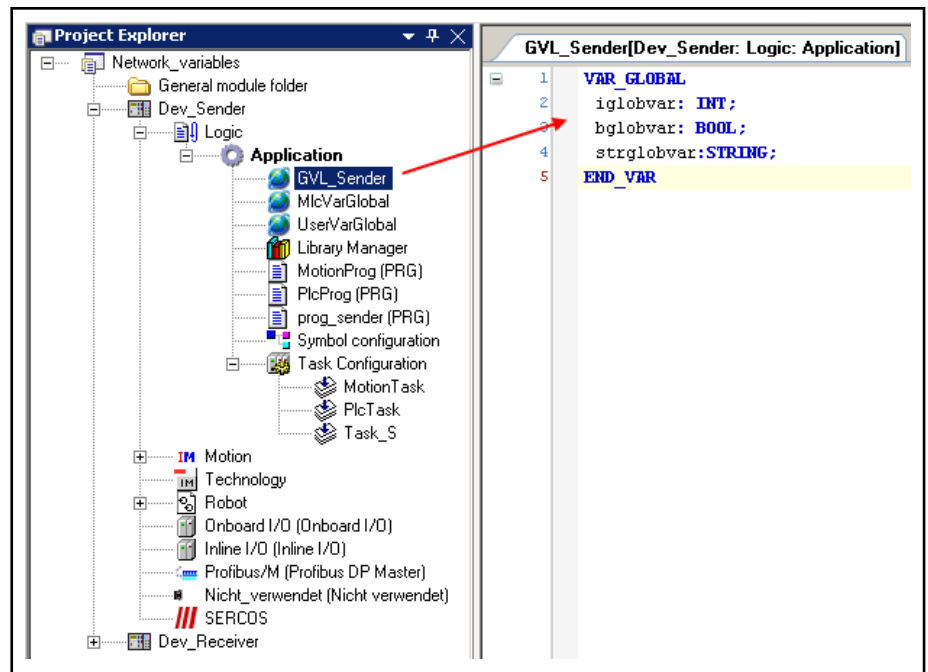 Project Explorer
Network_variables
General module folder
Dev_Sender
Logic
Application
GVL_Sender
MlcVarGlobal
UserVarGlobal
Library Manager
MotionProg (PRG)
PlcProg (PRG)
prog_sender (PRG)
Symbol configuration
Task Configuration
MotionTask
PlcTask
Task_S
IM Motion
IM Technology
Robot
Onboard I/O (Onboard I/O)
Inline I/O (Inline I/O)
Profibus/M (Profibus DP Master)
Nicht_verwendet (Nicht verwendet)
SERCOS
Dev_Receiver
GVL_Sender[Dev_Sender: Logic: Application]
1 VAR_GLOBAL
2 iglobvar: INT;
3 bglobvar: BOOL;
4 strglobvar:STRING;
5 END_VAR